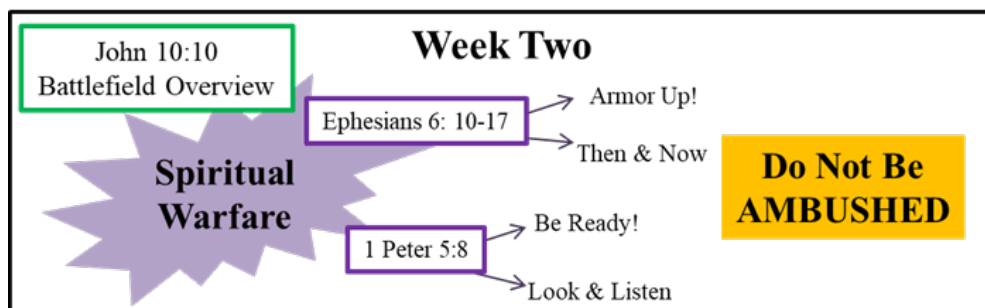 Week Two
John 10:10
Battlefield Overview
Spiritual
Warfare
Ephesians 6: 10-17
Armor Up!
Then & Now
1 Peter 5:8
Be Ready!
Look & Listen
Do Not Be
AMBUSHED